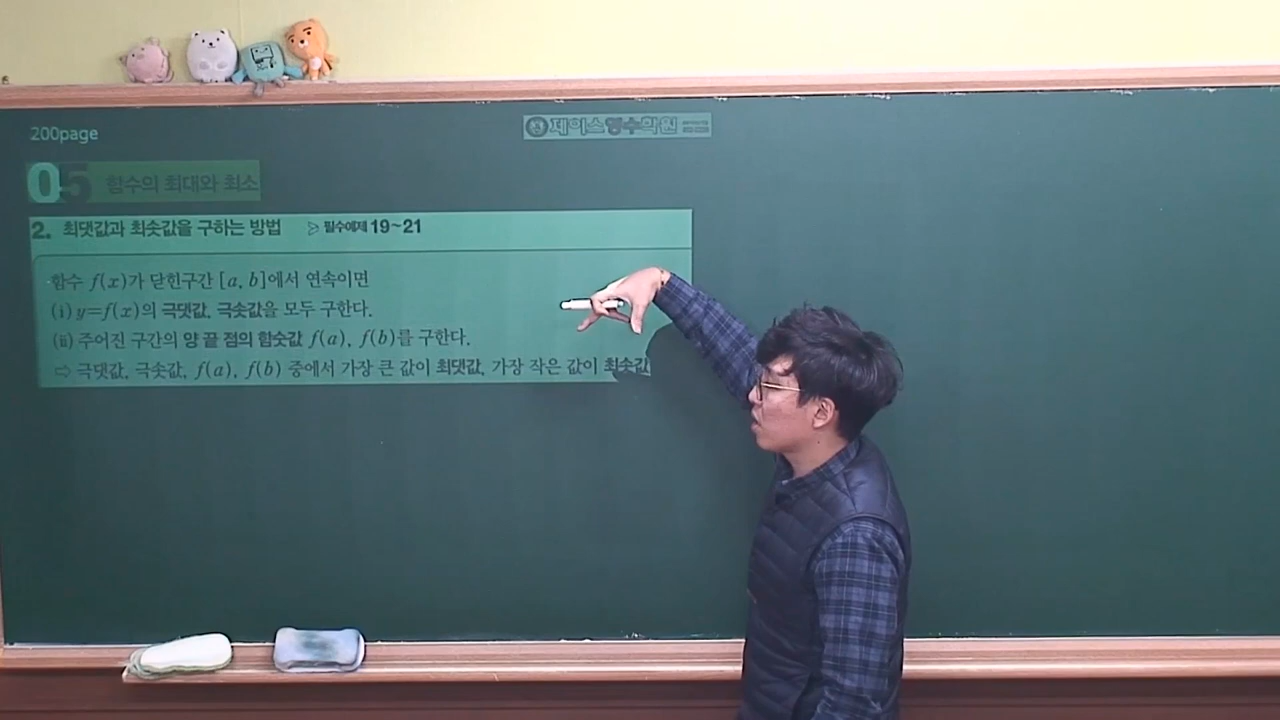 200page
제이스영수학원
05 함수의 최대와 최소
2. 최댓값과 최솟값을 구하는 방법 ▷ 필수예제 19~21
함수 f(x)가 닫힌구간 [a, b]에서 연속이면
(i) y=f(x)의 극댓값, 극솟값을 모두 구한다.
(ii) 주어진 구간의 양 끝 점의 함숫값 f(a), f(b)를 구한다.
⇨ 극댓값, 극솟값, f(a), f(b) 중에서 가장 큰 값이 최댓값, 가장 작은 값이 최솟값